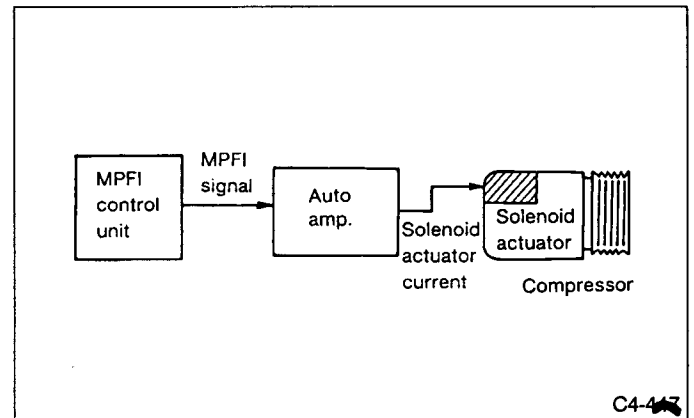 MPFI
control
unit
MPFI
signal
Auto
amp.
Solenoid
actuator
current
Solenoid
actuator
Compressor